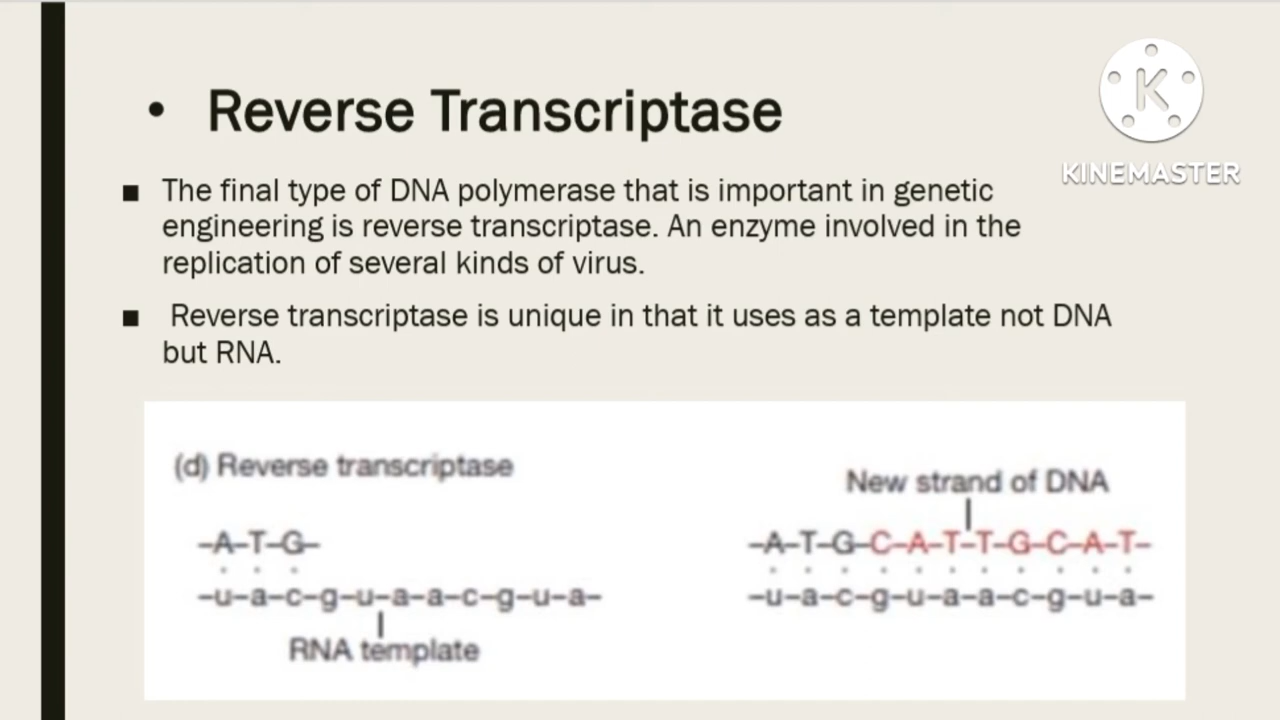 • Reverse Transcriptase
K
KINEMASTER
■ The final type of DNA polymerase that is important in genetic
engineering is reverse transcriptase. An enzyme involved in the
replication of several kinds of virus.
■ Reverse transcriptase is unique in that it uses as a template not DNA
but RNA.
(d) Reverse transcriptase
–A–T–G–
–u–a–c–g–u–a–a–c–g–u–a–
RNA template
New strand of DNA
–A–T–G–C–A–T–T–G–C–A–T–
–u–a–c–g–u–a–a–c–g–u–a–